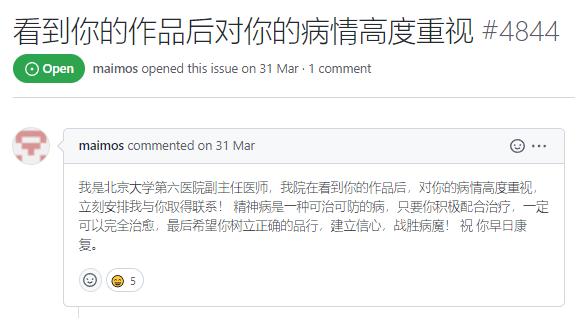 看到你的作品后对你的病情高度重视 #4844
Open maimos opened this issue on 31 Mar · 1 comment
maimos commented on 31 Mar
我是北京大学第六医院副主任医师，我院在看到你的作品后，对你的病情高度重视，
立刻安排我与你取得联系！ 精神病是一种可治可防的病，只要你积极配合治疗，一定
可以完全治愈，最后希望你树立正确的品行，建立信心，战胜病魔！ 祝 你早日康
复。
5